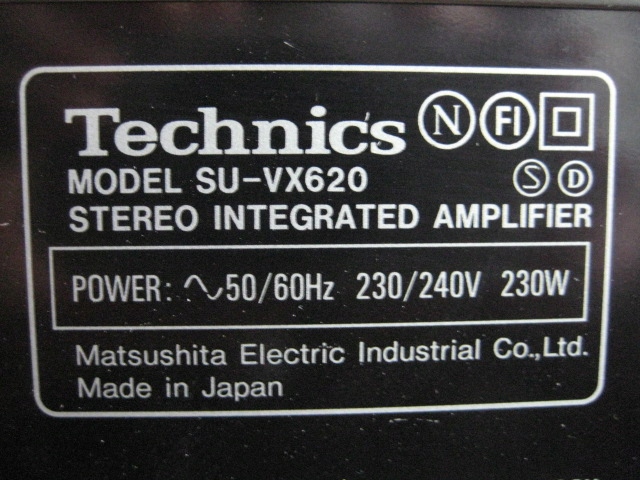 Technics N FI
MODEL SU-VX620 S D
STEREO INTEGRATED AMPLIFIER
POWER: ∿50/60Hz 230/240V 230W
Matsushita Electric Industrial Co.,Ltd.
Made in Japan